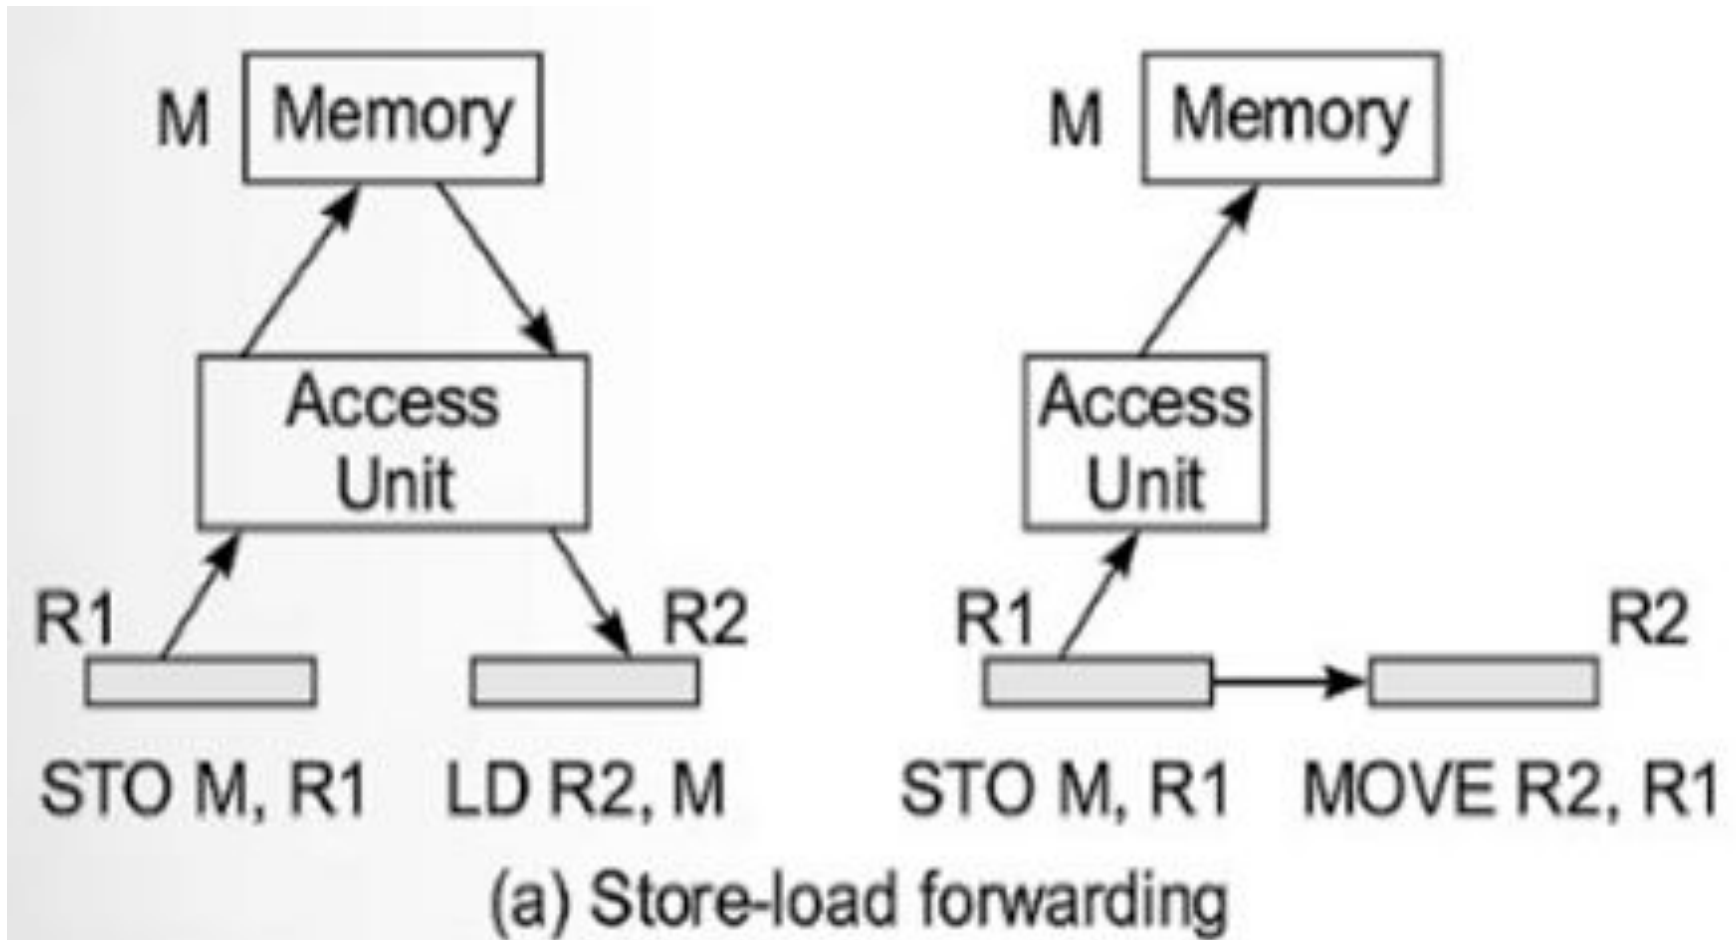 M Memory
Access
Unit
R1 R2
STO M, R1 LD R2, M
M Memory
Access
Unit
R1 R2
STO M, R1 MOVE R2, R1
(a) Store-load forwarding